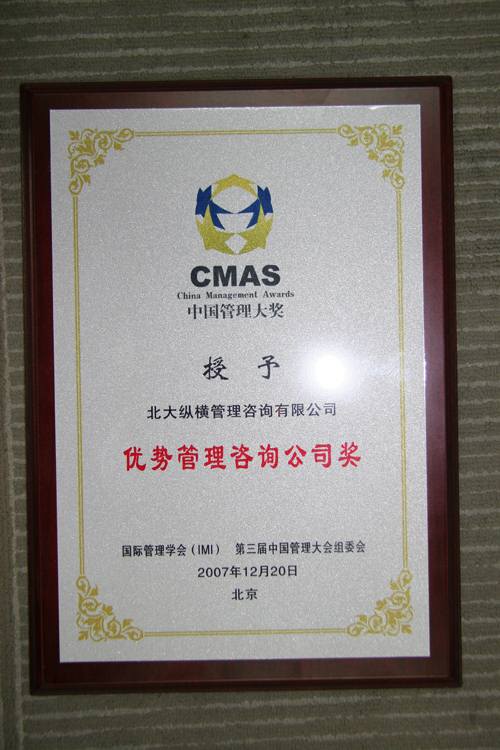 CMAS
China Management Awards
中国管理大奖
授 予
北大纵横管理咨询有限公司
优势管理咨询公司奖
国际管理学会(IMI) 第三届中国管理大会组委会
2007年12月20日
北京